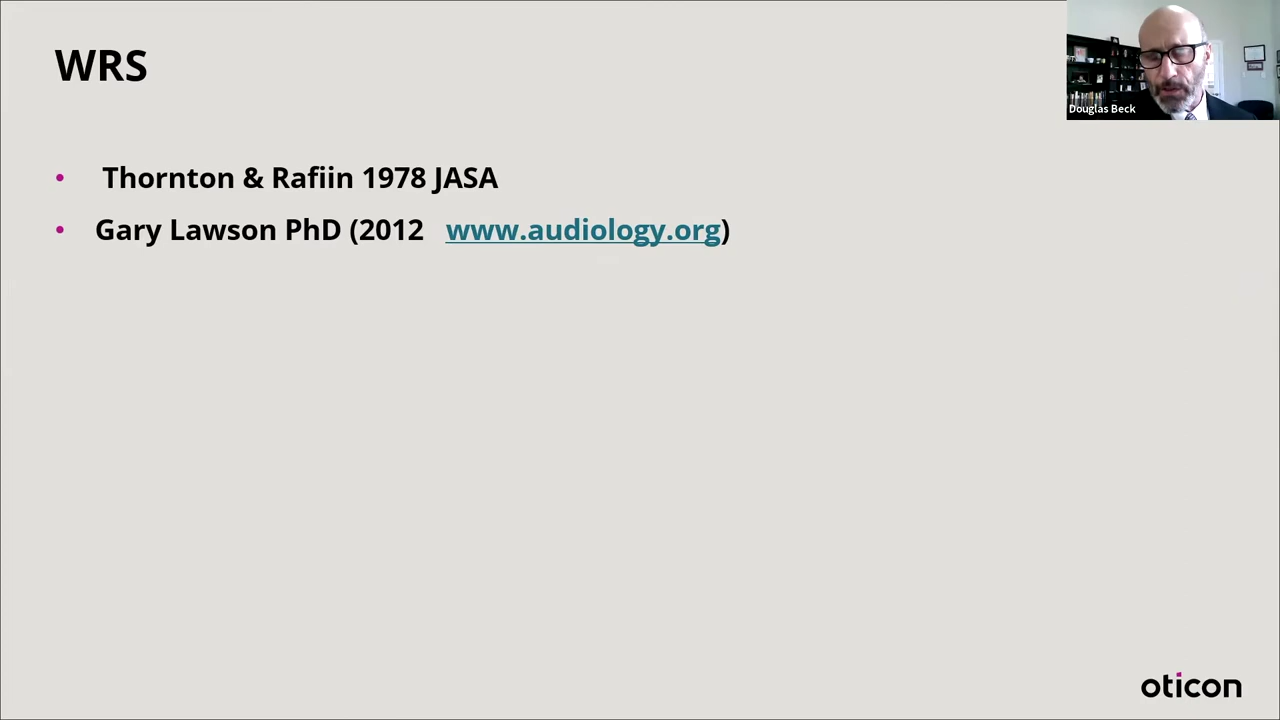 WRS
Douglas Beck
• Thornton & Rafiin 1978 JASA
• Gary Lawson PhD (2012 www.audiology.org)
oticon